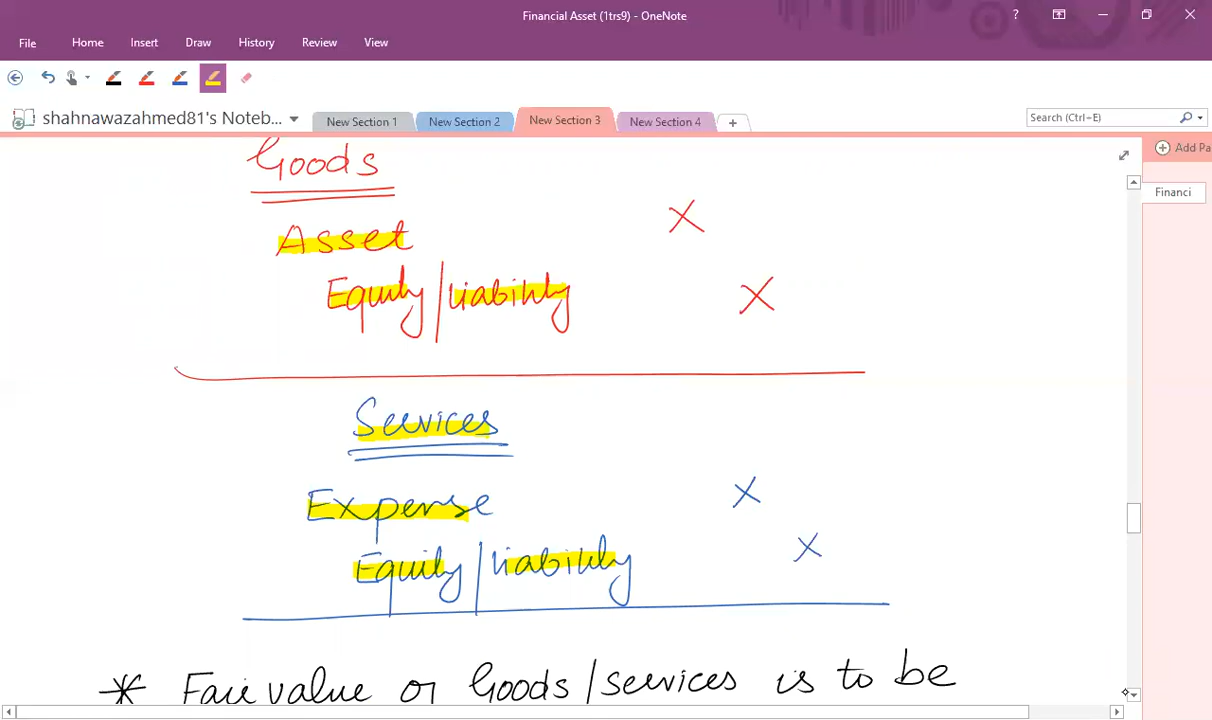 Financial Asset (1trs9) - OneNote
?
File Home Insert Draw History Review View
shahnawazahmed81's Noteb... New Section 1 New Section 2 New Section 3 New Section 4 + Search (Ctrl+E)
Goods
Add Pa
Financi
Asset X
Equity/liability X
Services
Expense X
Equity/liability X
* Fair value of Goods/services is to be